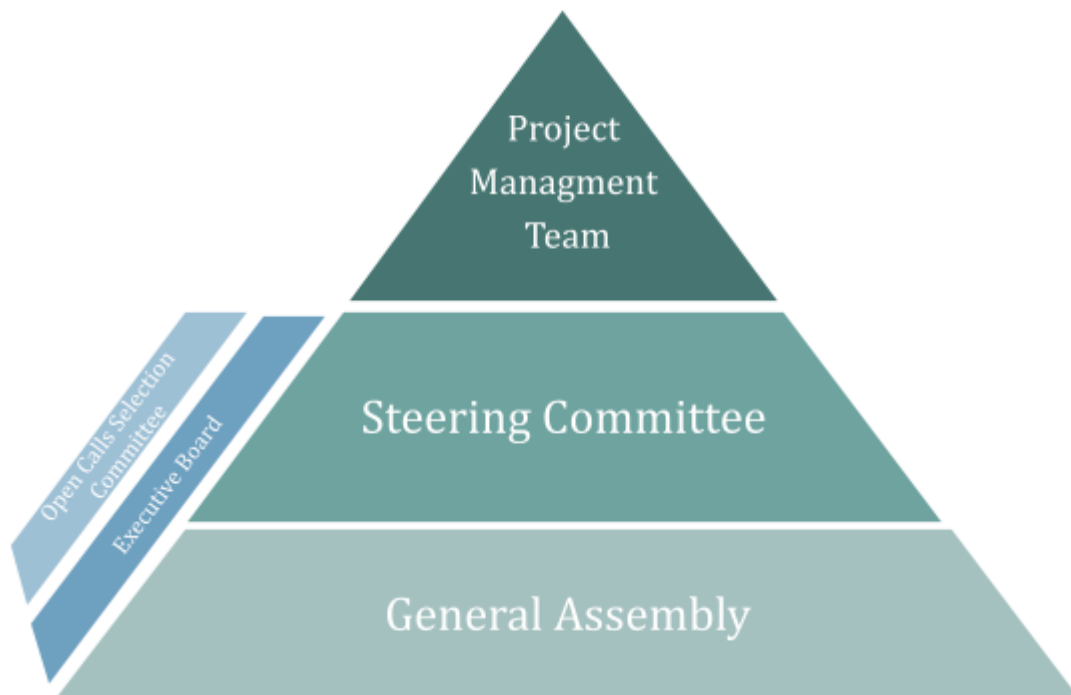 Project
Managment
Team
Open Calls Selection
Committee
Executive Board
Steering Committee
General Assembly